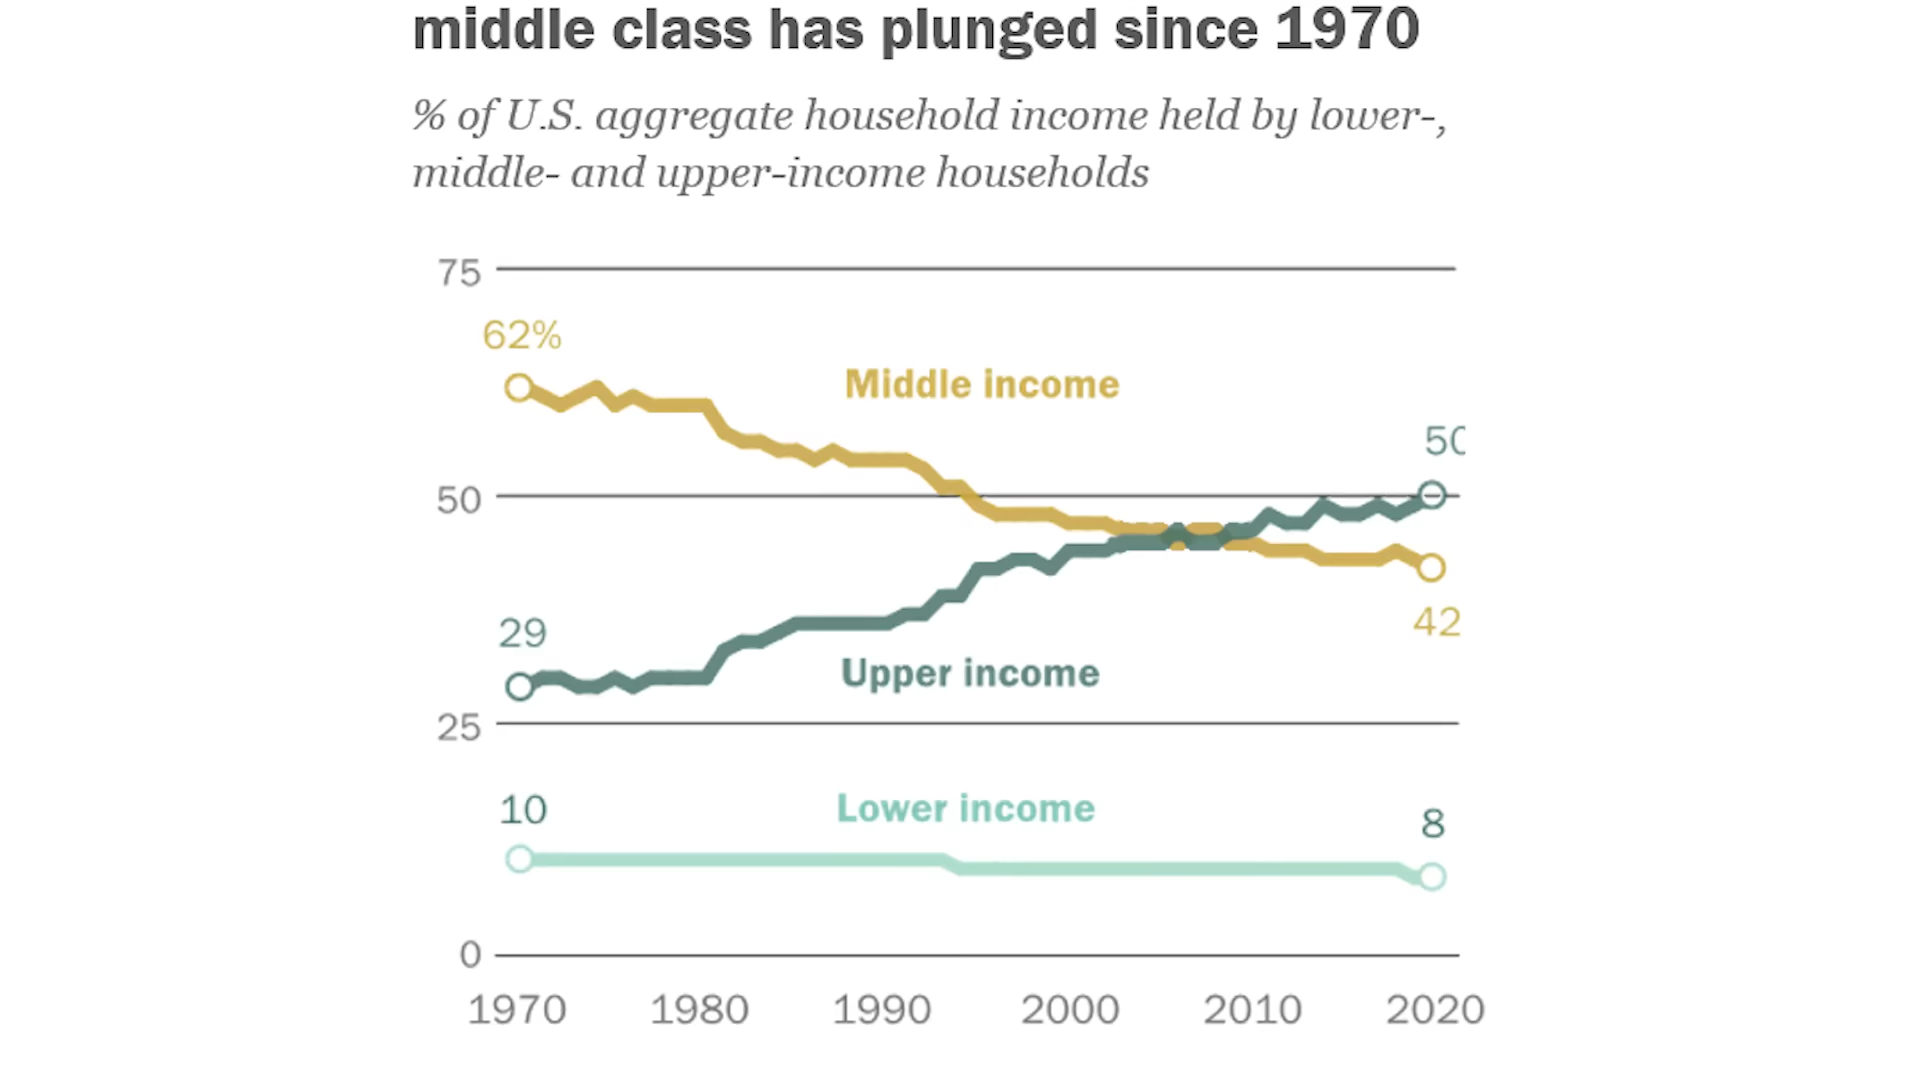 middle class has plunged since 1970
% of U.S. aggregate household income held by lower-,
middle- and upper-income households
75
62%
Middle income
50
50
42
29
Upper income
25
10
Lower income
8
0
1970 1980 1990 2000 2010 2020